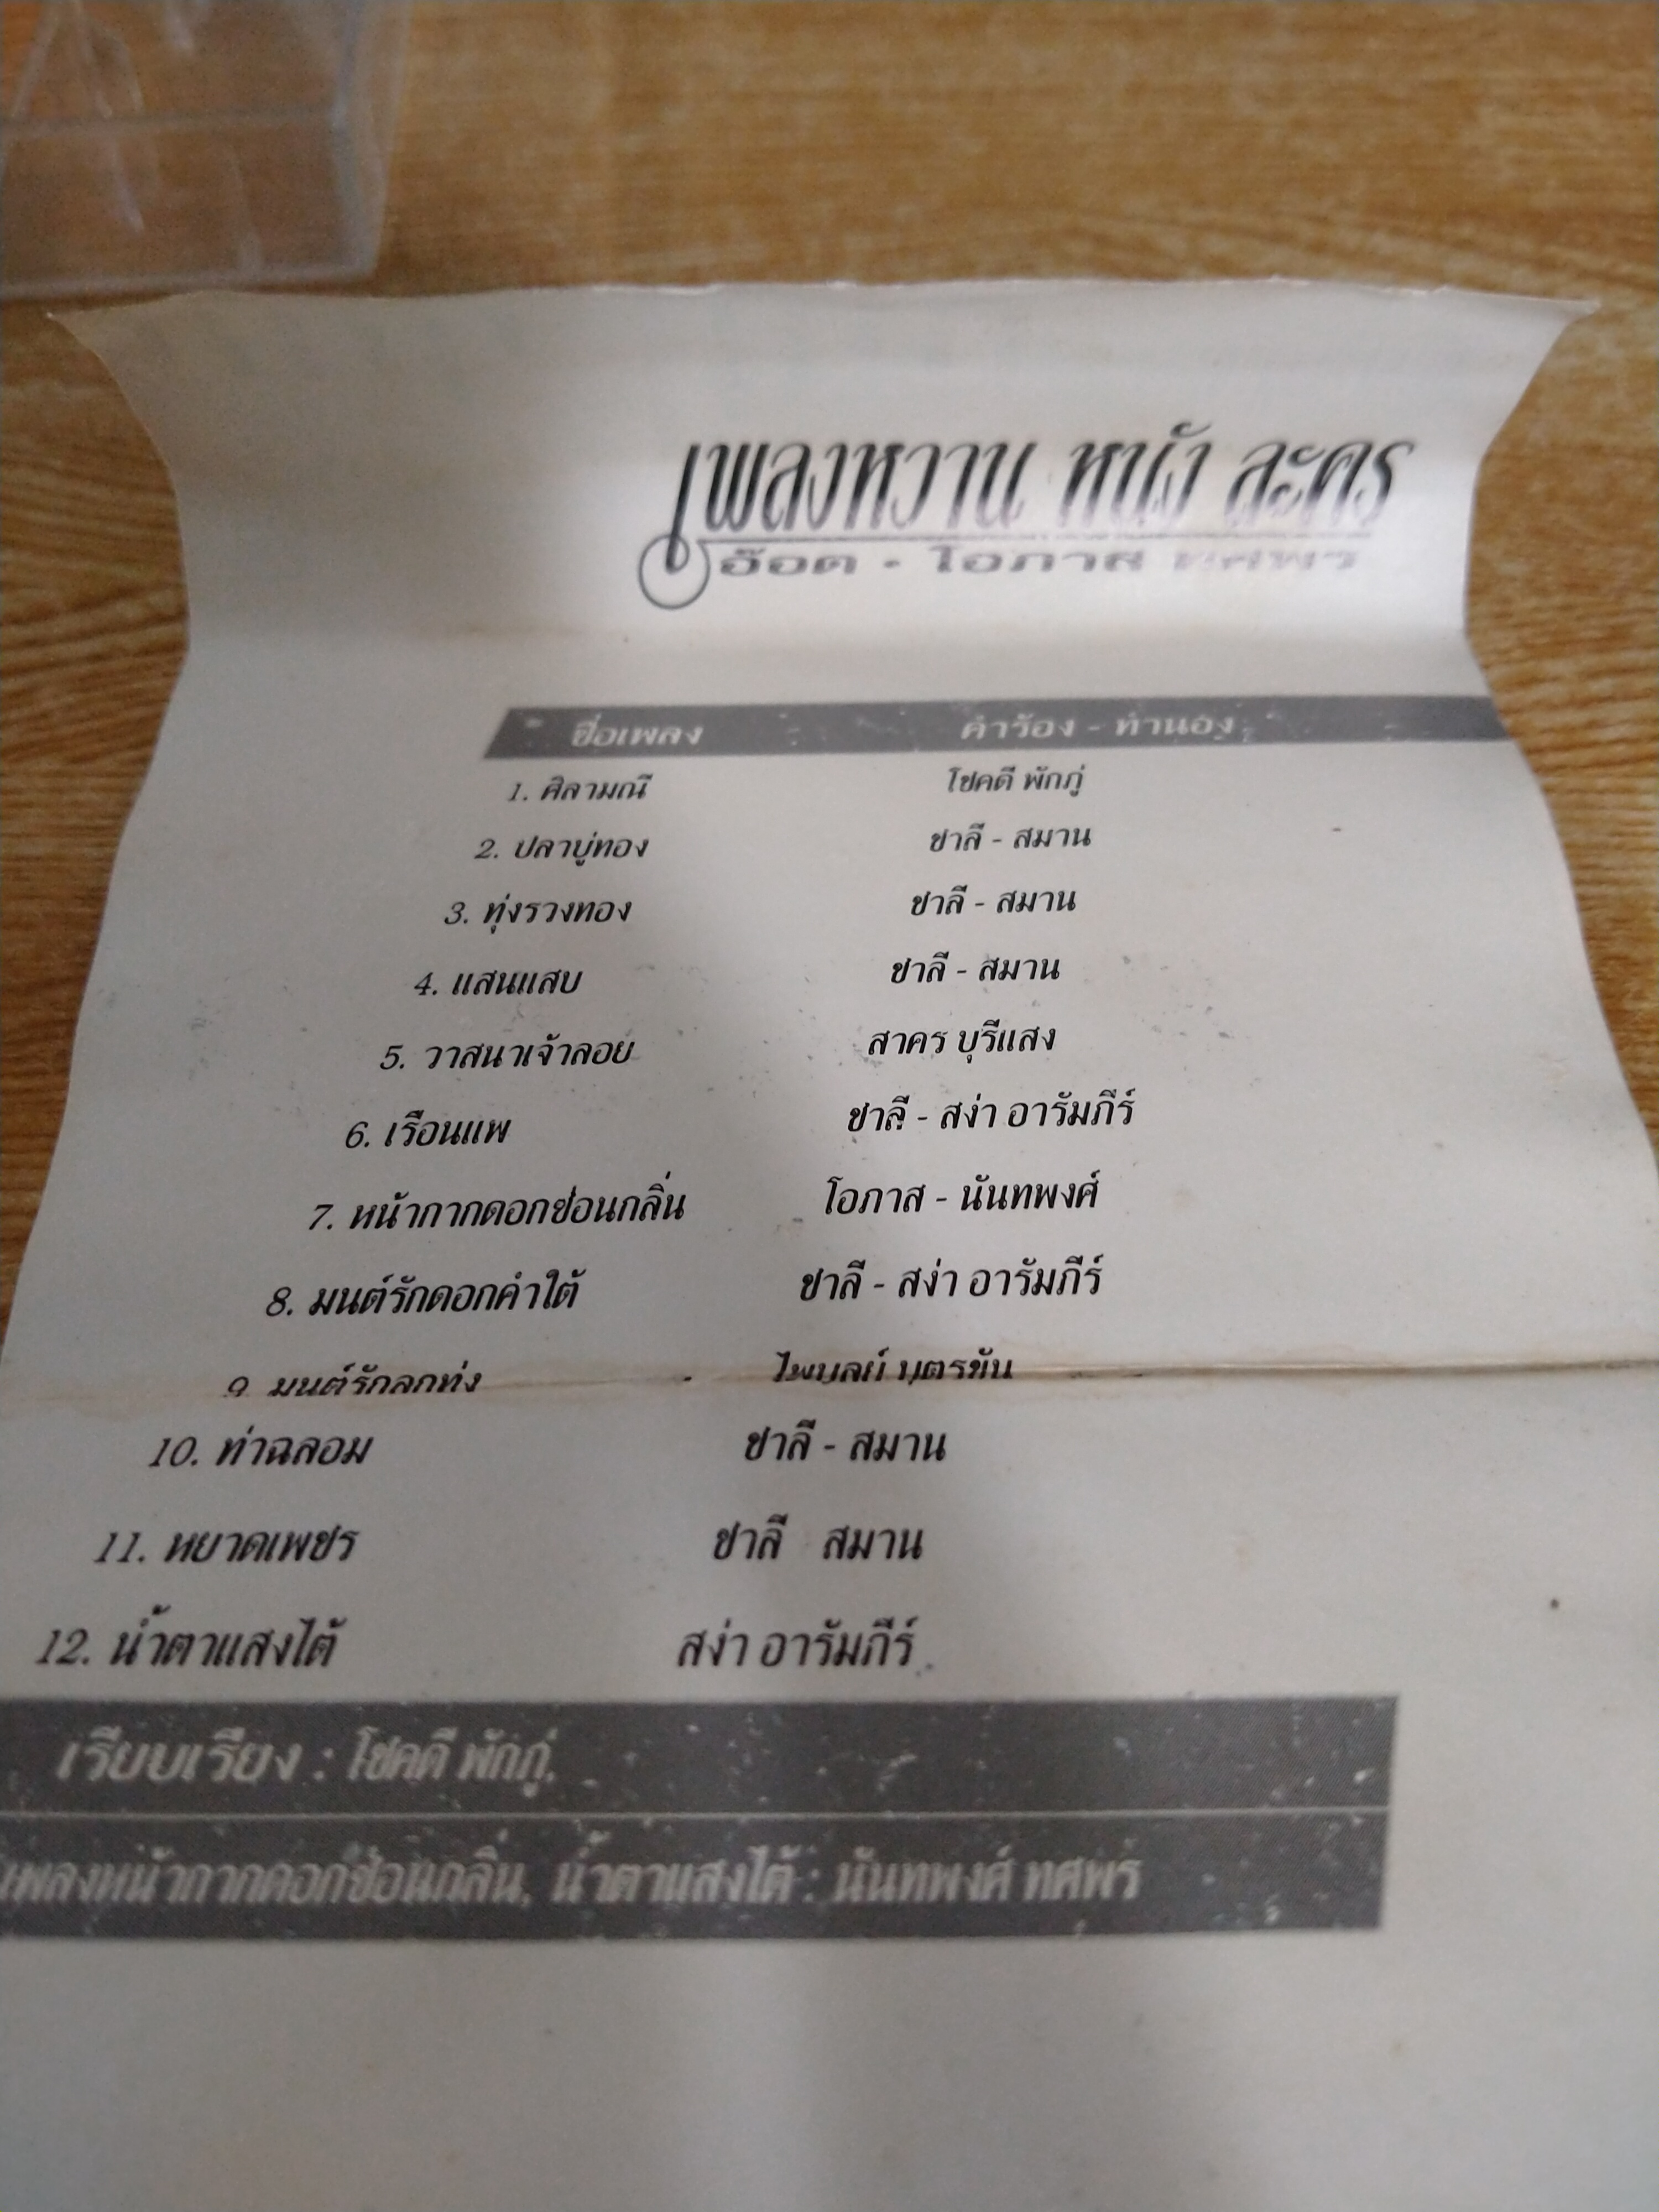 เพลงหวาน หนัง ละคร
อ๊อด - โอภาส ทศพร
ชื่อเพลง คำร้อง - ทำนอง
1. ศิลามณี โชคดี พักภู่
2. ปลาบู่ทอง ชาลี - สมาน
3. ทุ่งรวงทอง ชาลี - สมาน
4. แสนแสบ ชาลี - สมาน
5. วาสนาเจ้าลอย สาคร บุรีแสง
6. เรือนแพ ชาลี - สง่า อารัมภีร์
7. หน้ากากดอกซ่อนกลิ่น โอภาส - นันทพงศ์
8. มนต์รักดอกคำใต้ ชาลี - สง่า อารัมภีร์
9. มนต์รักลูกทุ่ง - ไพบูลย์ บุตรขัน
10. ท่าฉลอม ชาลี - สมาน
11. หยาดเพชร ชาลี สมาน
12. น้ำตาแสงไต้ สง่า อารัมภีร์
เรียบเรียง : โชคดี พักภู่
เพลงหน้ากากดอกซ่อนกลิ่น, น้ำตาแสงไต้ : นันทพงศ์ ทศพร